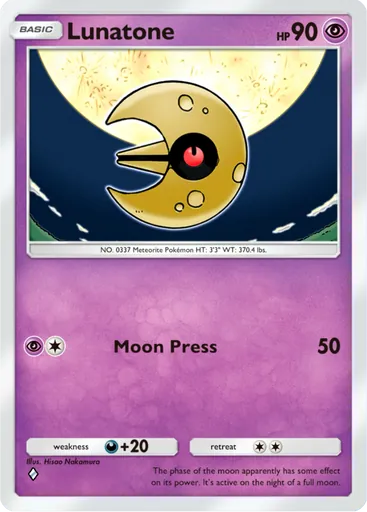 BASIC Lunatone HP 90
NO. 0337 Meteorite Pokémon HT: 3'3" WT: 370.4 lbs.
Moon Press 50
weakness +20 retreat
Illus. Hisao Nakamura
The phase of the moon apparently has some effect
on its power. It's active on the night of a full moon.